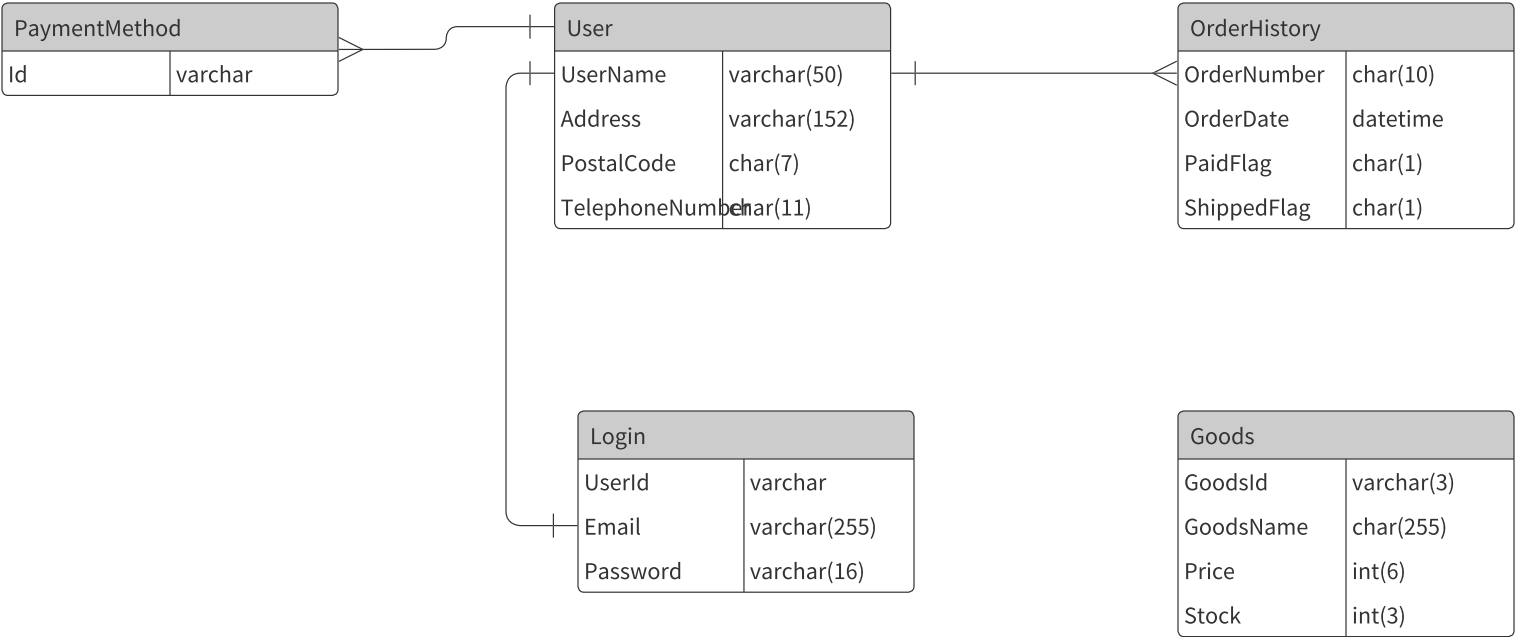 PaymentMethod
Id varchar
User
UserName varchar(50)
Address varchar(152)
PostalCode char(7)
TelephoneNumber char(11)
OrderHistory
OrderNumber char(10)
OrderDate datetime
PaidFlag char(1)
ShippedFlag char(1)
Login
UserId varchar
Email varchar(255)
Password varchar(16)
Goods
GoodsId varchar(3)
GoodsName char(255)
Price int(6)
Stock int(3)